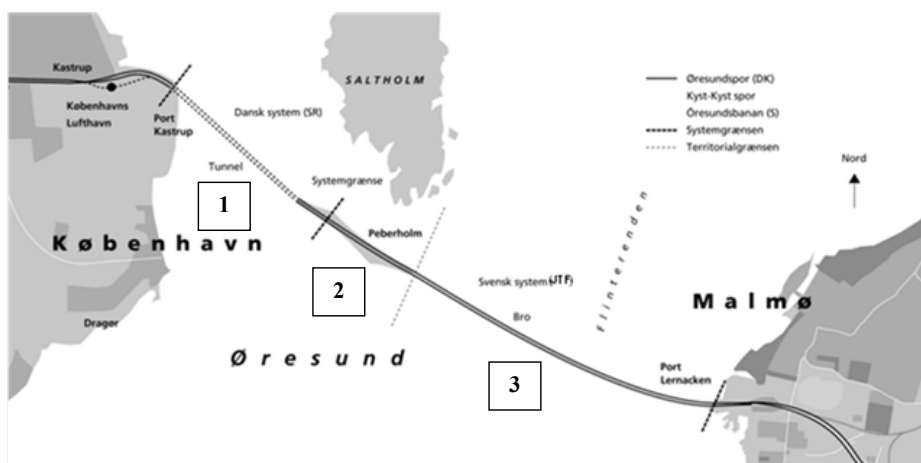 Kastrup
Københavns
Lufthavn
Port
Kastrup
SALTHOLM
Dansk system (SR)
Tunnel
Systemgrænse
1
København
Peberholm
2
Dragør
Øresund
Svensk system (JTF)
Bro
3
Flinterenden
Malmø
Port
Lernacken
Øresundspor (DK)
Kyst-Kyst spor
Öresundsbanan (S)
Systemgrænsen
Territorialgrænsen
Nord